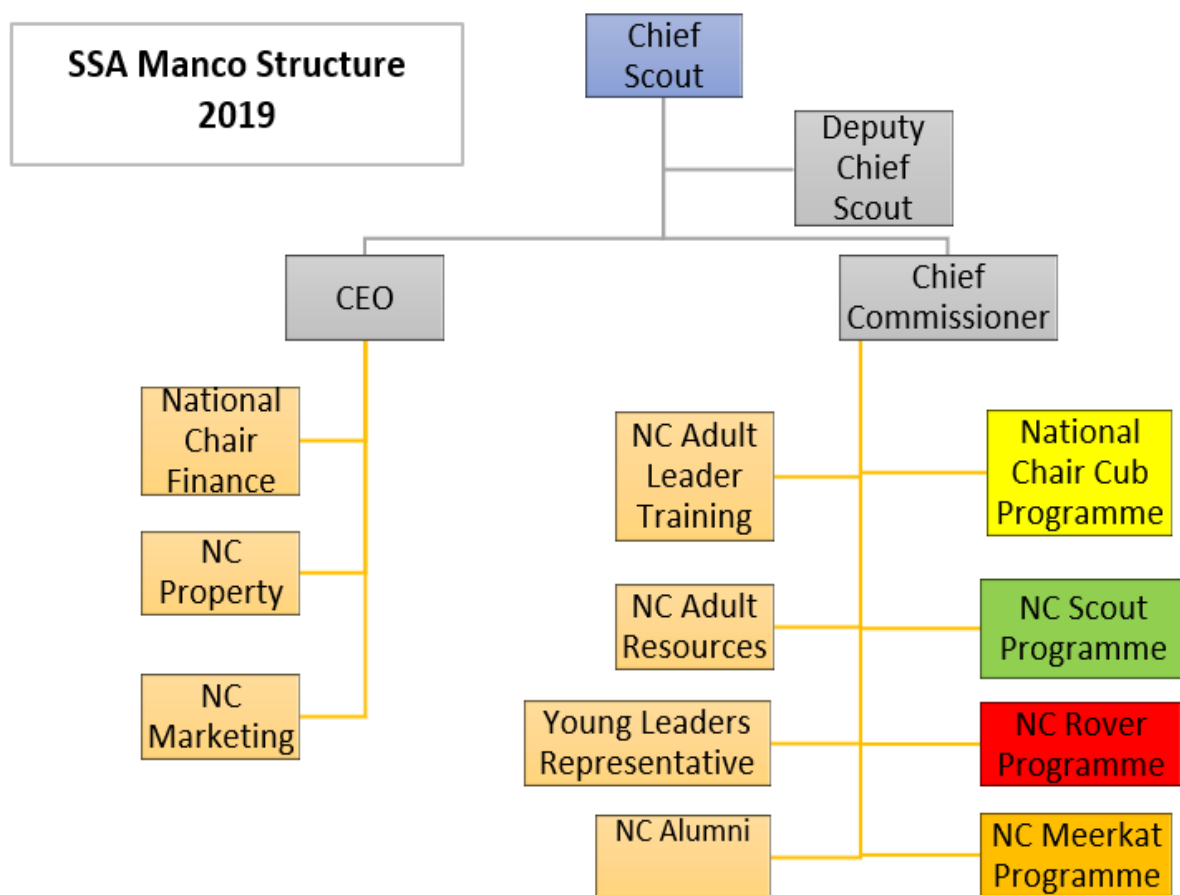 SSA Manco Structure
2019
Chief
Scout
Deputy
Chief
Scout
CEO
Chief
Commissioner
National
Chair
Finance
NC
Property
NC
Marketing
NC Adult
Leader
Training
NC Adult
Resources
Young Leaders
Representative
NC Alumni
National
Chair Cub
Programme
NC Scout
Programme
NC Rover
Programme
NC Meerkat
Programme